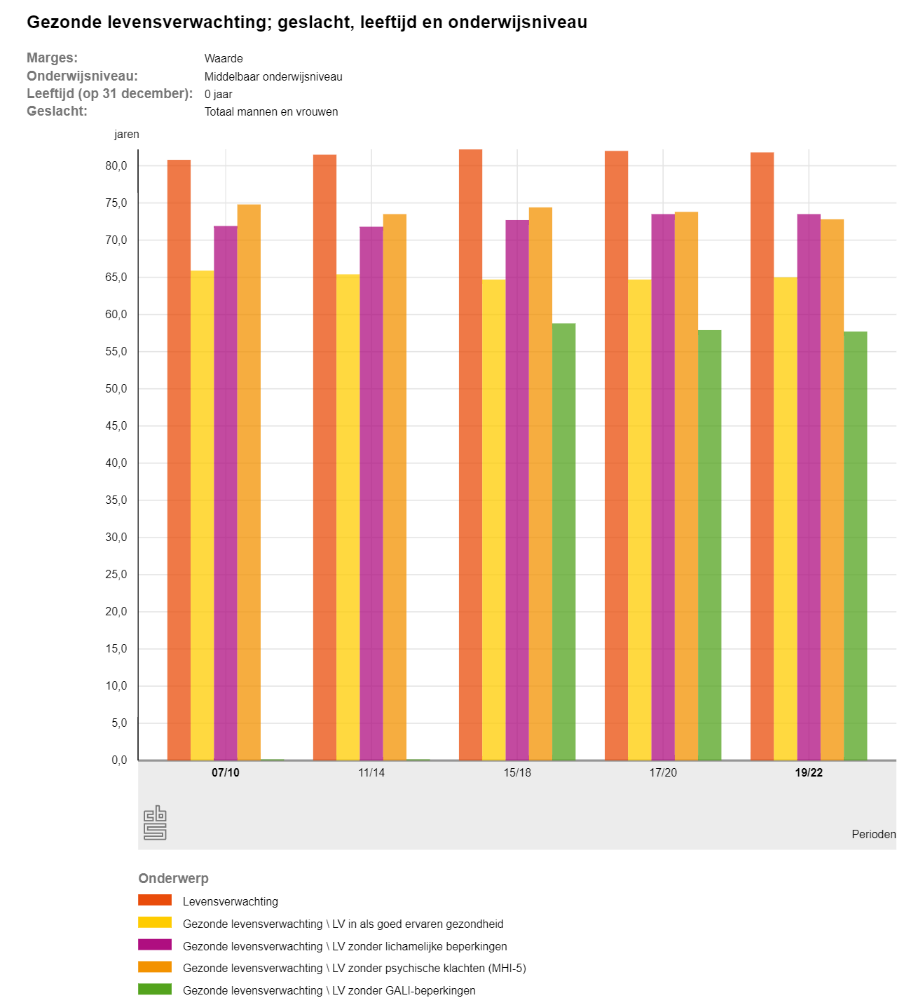 Gezonde levensverwachting; geslacht, leeftijd en onderwijsniveau
Marges: Waarde
Onderwijsniveau: Middelbaar onderwijsniveau
Leeftijd (op 31 december): 0 jaar
Geslacht: Totaal mannen en vrouwen
jaren
80,0
75,0
70,0
65,0
60,0
55,0
50,0
45,0
40,0
35,0
30,0
25,0
20,0
15,0
10,0
5,0
0,0
07/10 11/14 15/18 17/20 19/22
cbs
Perioden
Onderwerp
Levensverwachting
Gezonde levensverwachting \ LV in als goed ervaren gezondheid
Gezonde levensverwachting \ LV zonder lichamelijke beperkingen
Gezonde levensverwachting \ LV zonder psychische klachten (MHI-5)
Gezonde levensverwachting \ LV zonder GALI-beperkingen